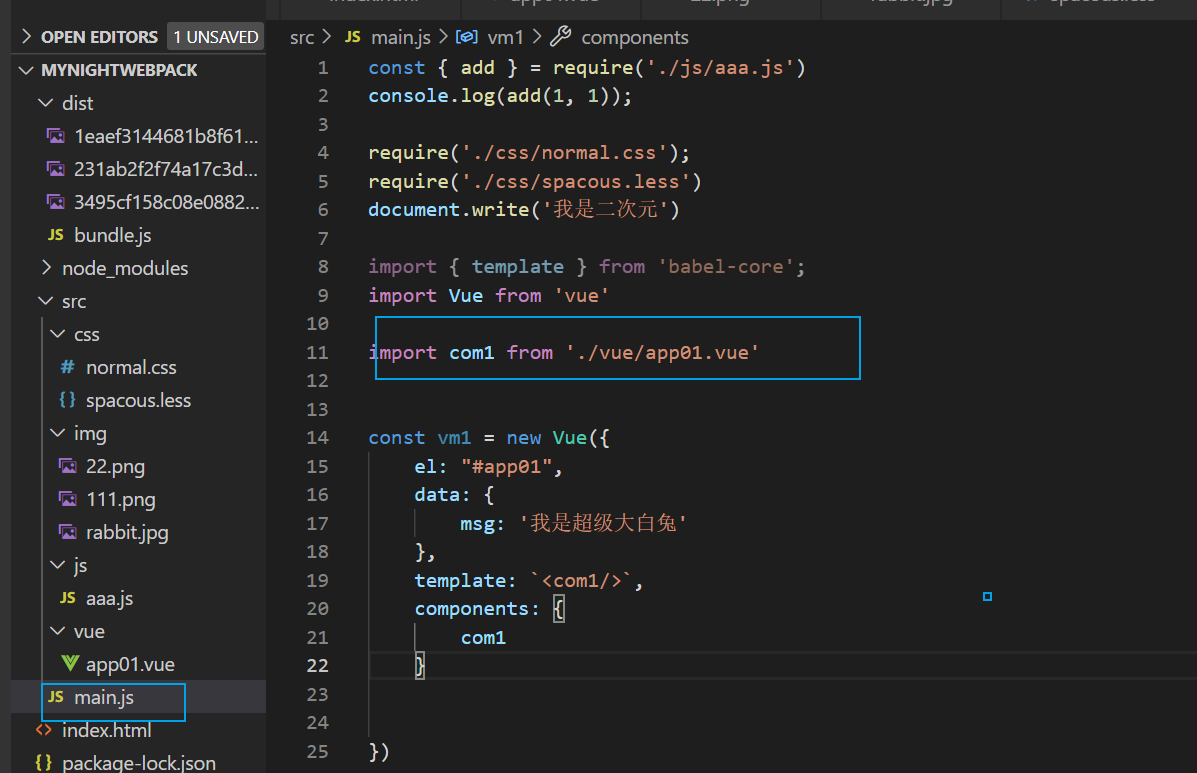 OPEN EDITORS 1 UNSAVED
MYNIGHTWEBPACK
dist
1eaef3144681b8f61...
231ab2f2f74a17c3d...
3495cf158c08e0882...
JS bundle.js
node_modules
src
css
# normal.css
{} spacous.less
img
22.png
111.png
rabbit.jpg
js
JS aaa.js
vue
app01.vue
JS main.js
<> index.html
{} package-lock.json
src > JS main.js > vm1 > components
1 const { add } = require('./js/aaa.js')
2 console.log(add(1, 1));
3
4 require('./css/normal.css');
5 require('./css/spacous.less')
6 document.write('我是二次元')
7
8 import { template } from 'babel-core';
9 import Vue from 'vue'
10
11 import com1 from './vue/app01.vue'
12
13
14 const vm1 = new Vue({
15 el: "#app01",
16 data: {
17 msg: '我是超级大白兔'
18 },
19 template: `<com1/>`,
20 components: {
21 com1
22 }
23
24
25 })